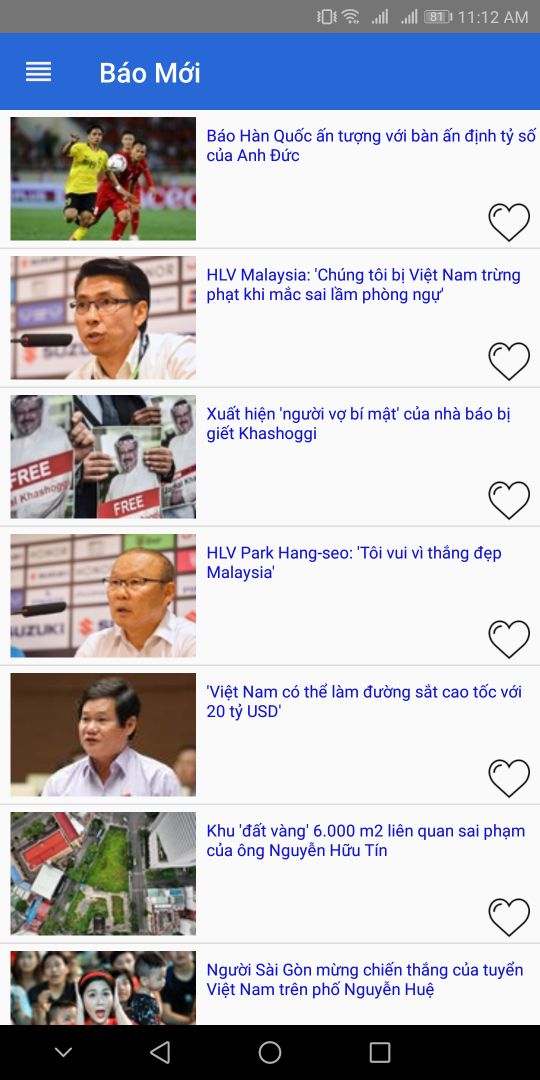 81 11:12 AM
Báo Mới
Báo Hàn Quốc ấn tượng với bàn ấn định tỷ số
của Anh Đức
HLV Malaysia: 'Chúng tôi bị Việt Nam trừng
phạt khi mắc sai lầm phòng ngự'
SUZU
Xuất hiện 'người vợ bí mật' của nhà báo bị
giết Khashoggi
FREE
Khashoggi
FREE
HLV Park Hang-seo: 'Tôi vui vì thắng đẹp
Malaysia'
SUZUKI
'Việt Nam có thể làm đường sắt cao tốc với
20 tỷ USD'
Khu 'đất vàng' 6.000 m2 liên quan sai phạm
của ông Nguyễn Hữu Tín
Người Sài Gòn mừng chiến thắng của tuyển
Việt Nam trên phố Nguyễn Huệ